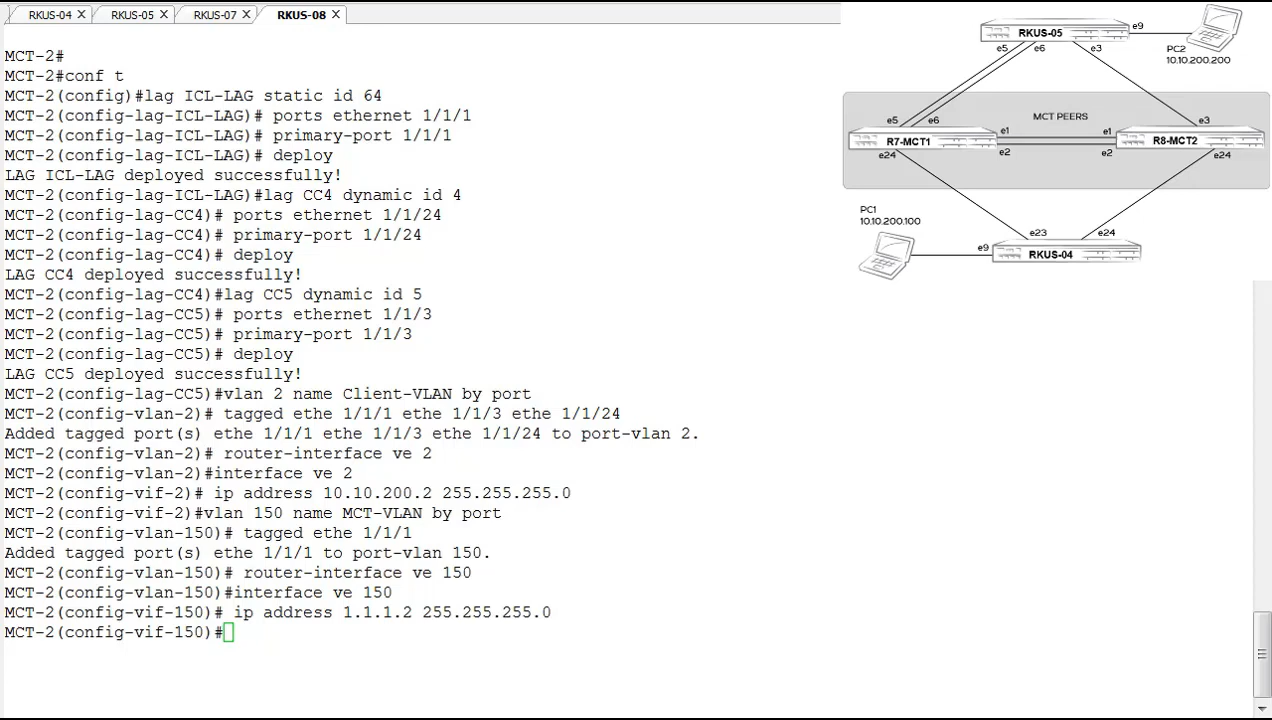 RKUS-04 X RKUS-05 X RKUS-07 X RKUS-08 X
MCT-2#
MCT-2#conf t
MCT-2(config)#lag ICL-LAG static id 64
MCT-2(config-lag-ICL-LAG)# ports ethernet 1/1/1
MCT-2(config-lag-ICL-LAG)# primary-port 1/1/1
MCT-2(config-lag-ICL-LAG)# deploy
LAG ICL-LAG deployed successfully!
MCT-2(config-lag-ICL-LAG)#lag CC4 dynamic id 4
MCT-2(config-lag-CC4)# ports ethernet 1/1/24
MCT-2(config-lag-CC4)# primary-port 1/1/24
MCT-2(config-lag-CC4)# deploy
LAG CC4 deployed successfully!
MCT-2(config-lag-CC4)#lag CC5 dynamic id 5
MCT-2(config-lag-CC5)# ports ethernet 1/1/3
MCT-2(config-lag-CC5)# primary-port 1/1/3
MCT-2(config-lag-CC5)# deploy
LAG CC5 deployed successfully!
MCT-2(config-lag-CC5)#vlan 2 name Client-VLAN by port
MCT-2(config-vlan-2)# tagged ethe 1/1/1 ethe 1/1/3 ethe 1/1/24
Added tagged port(s) ethe 1/1/1 ethe 1/1/3 ethe 1/1/24 to port-vlan 2.
MCT-2(config-vlan-2)# router-interface ve 2
MCT-2(config-vlan-2)#interface ve 2
MCT-2(config-vif-2)# ip address 10.10.200.2 255.255.255.0
MCT-2(config-vif-2)#vlan 150 name MCT-VLAN by port
MCT-2(config-vlan-150)# tagged ethe 1/1/1
Added tagged port(s) ethe 1/1/1 to port-vlan 150.
MCT-2(config-vlan-150)# router-interface ve 150
MCT-2(config-vlan-150)#interface ve 150
MCT-2(config-vif-150)# ip address 1.1.1.2 255.255.255.0
MCT-2(config-vif-150)#
RKUS-05
e9
e5 e6 e3
PC2
10.10.200.200
MCT PEERS
e5 e6 e3
R7-MCT1 e1 e1 R8-MCT2
e24 e2 e2 e24
PC1
10.10.200.100
e23 e24
e9 RKUS-04